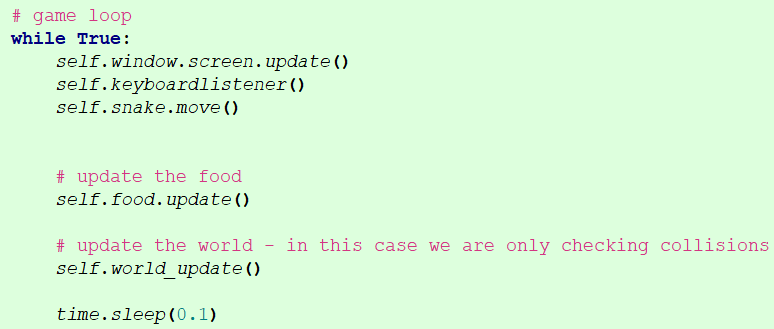 # game loop
while True:
    self.window.screen.update()
    self.keyboardlistener()
    self.snake.move()
    # update the food
    self.food.update()
    # update the world - in this case we are only checking collisions
    self.world_update()
    time.sleep(0.1)